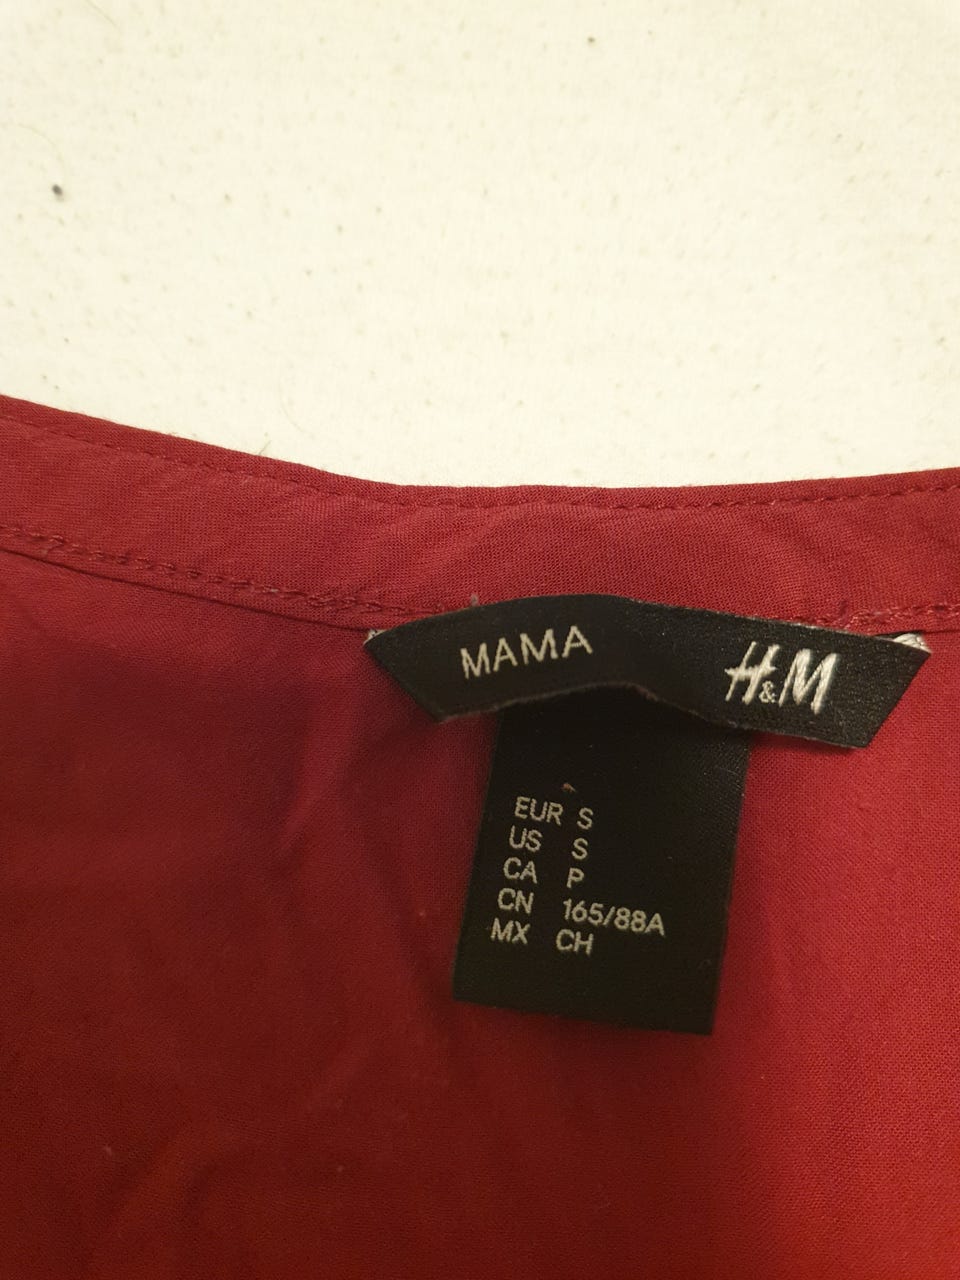 MAMA H&M
EUR S
US S
CA P
CN 165/88A
MX CH